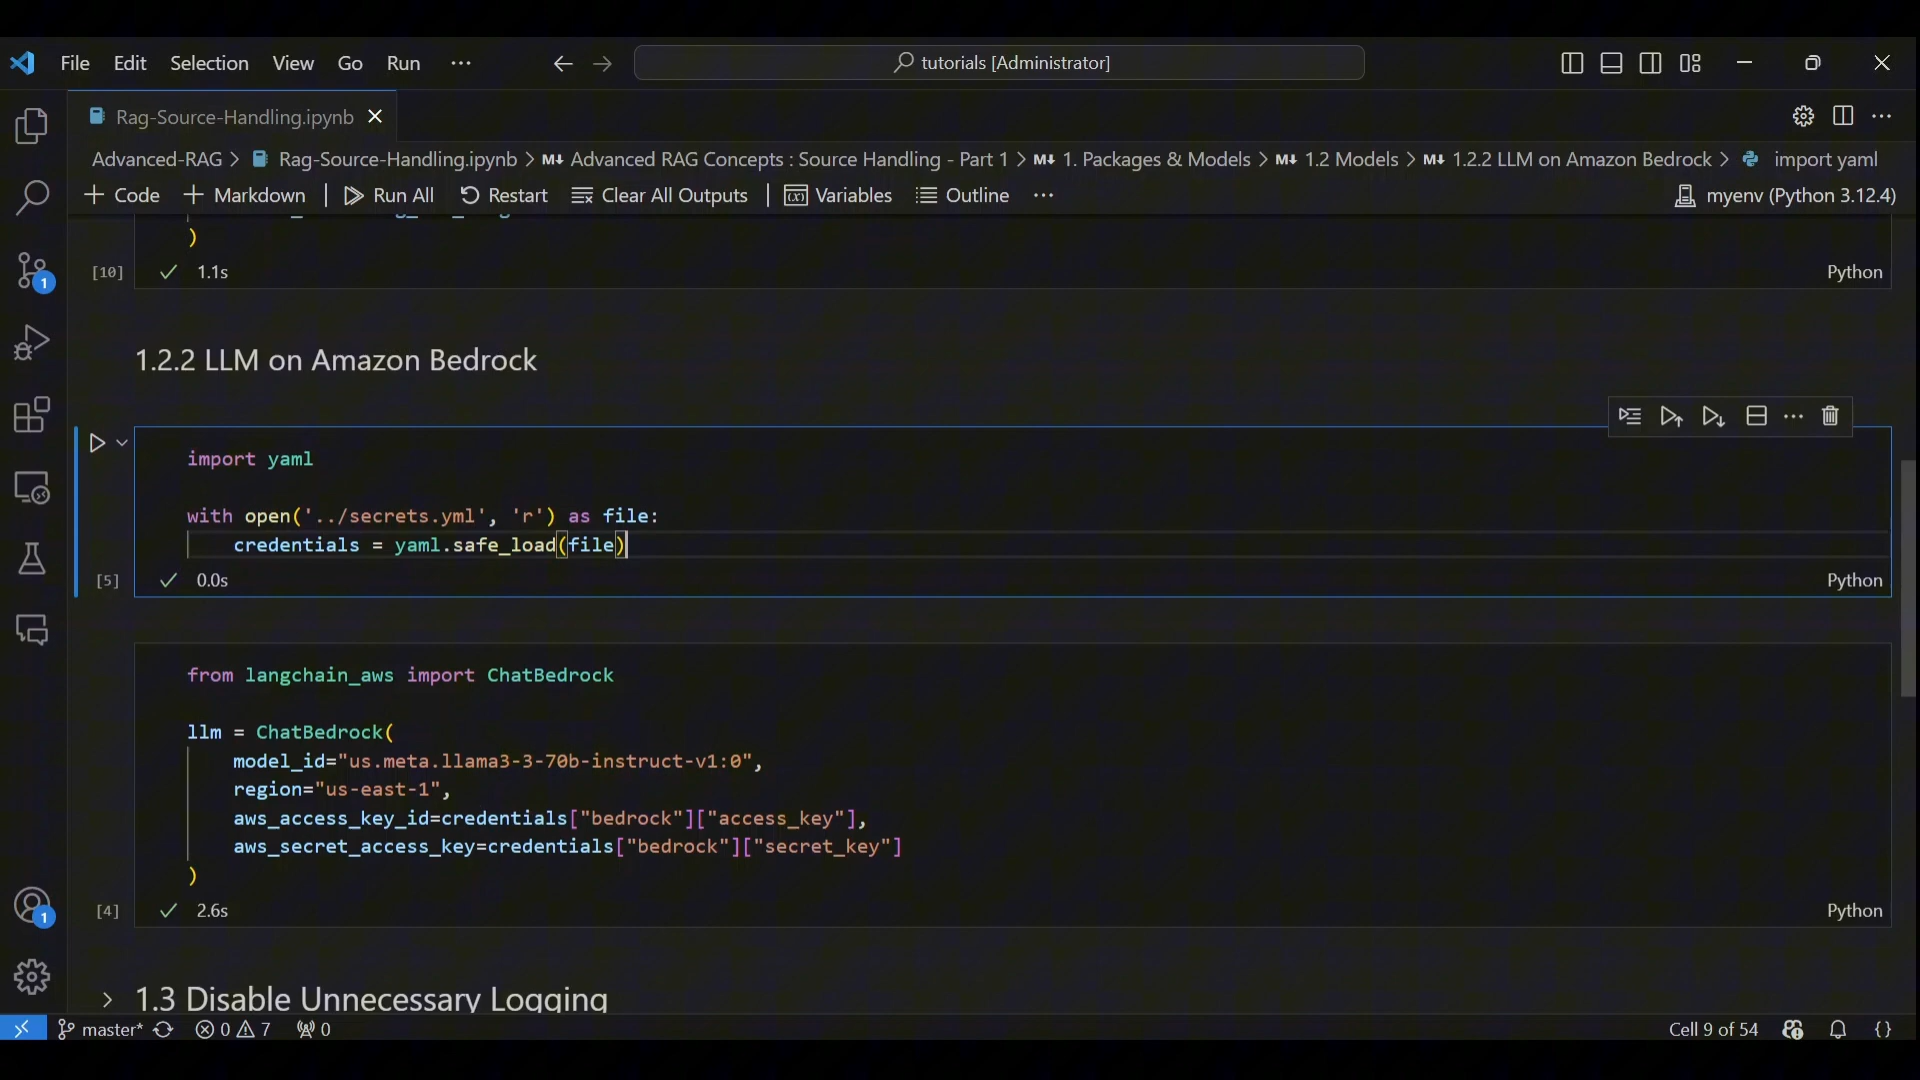 File Edit Selection View Go Run ··· tutorials [Administrator]
Rag-Source-Handling.ipynb
Advanced-RAG > Rag-Source-Handling.ipynb > M↓ Advanced RAG Concepts : Source Handling - Part 1 > M↓ 1. Packages & Models > M↓ 1.2 Models > M↓ 1.2.2 LLM on Amazon Bedrock > import yaml
+ Code + Markdown | Run All Restart Clear All Outputs | Variables Outline ··· myenv (Python 3.12.4)
)
[10] ✓ 1.1s Python
1.2.2 LLM on Amazon Bedrock
import yaml
with open('../secrets.yml', 'r') as file:
credentials = yaml.safe_load(file)
[5] ✓ 0.0s Python
from langchain_aws import ChatBedrock
llm = ChatBedrock(
model_id="us.meta.llama3-3-70b-instruct-v1:0",
region="us-east-1",
aws_access_key_id=credentials["bedrock"]["access_key"],
aws_secret_access_key=credentials["bedrock"]["secret_key"]
)
[4] ✓ 2.6s Python
1
1
> 1.3 Disable Unnecessary Logging
master* 0 7 0 Cell 9 of 54 {}